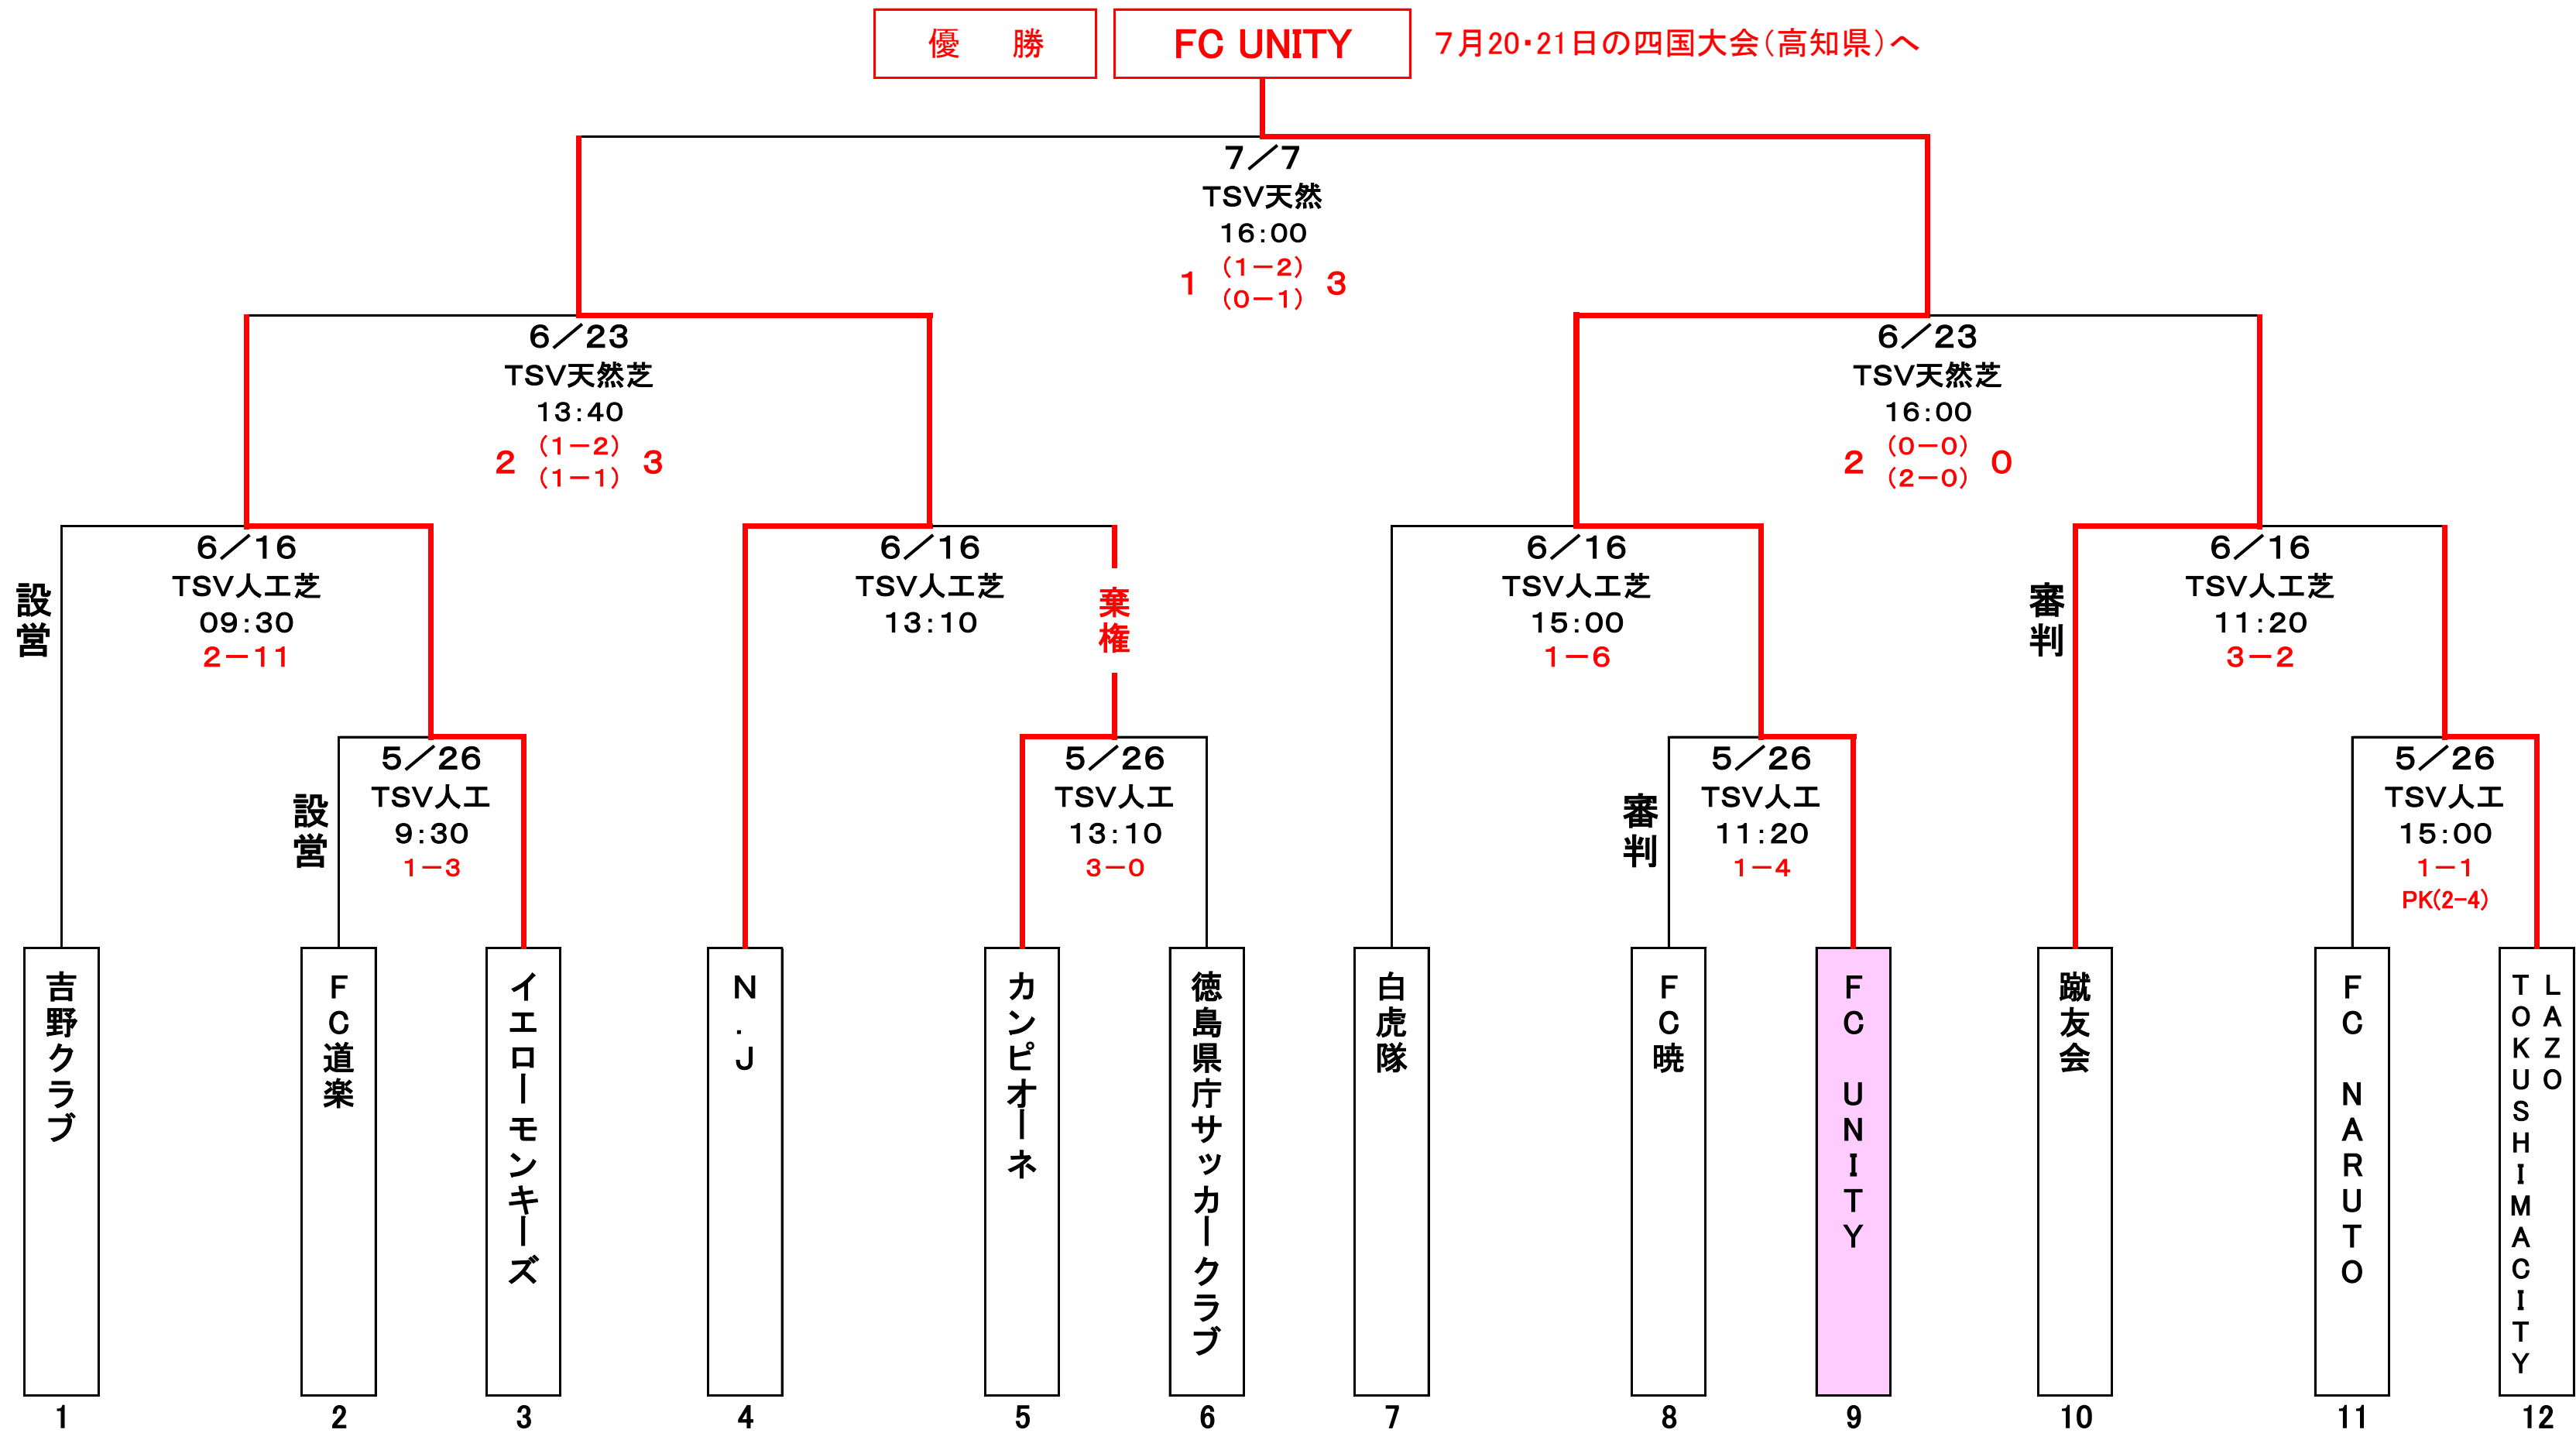 優　　勝
FC UNITY
７月20・21日の四国大会（高知県）へ
７／７
ＴＳＶ天然
１６：００
１ （１－２） ３
（０－１）
６／２３
ＴＳＶ天然芝
１３：４０
２ （１－２） ３
（１－１）
６／２３
ＴＳＶ天然芝
１６：００
２ （０－０） ０
（２－０）
設営
６／１６
ＴＳＶ人工芝
０９：３０
２－１１
６／１６
ＴＳＶ人工芝
１３：１０
棄権
６／１６
ＴＳＶ人工芝
１５：００
１－６
審判
６／１６
ＴＳＶ人工芝
１１：２０
３－２
設営
５／２６
ＴＳＶ人工
９：３０
１－３
５／２６
ＴＳＶ人工
１３：１０
３－０
審判
５／２６
ＴＳＶ人工
１１：２０
１－４
５／２６
ＴＳＶ人工
１５：００
１－１
PK(2-4)
吉野クラブ
ＦＣ道楽
イエローモンキーズ
Ｎ．Ｊ
カンピオーネ
徳島県庁サッカークラブ
白虎隊
ＦＣ暁
ＦＣ　ＵＮＩＴＹ
蹴友会
ＦＣ　ＮＡＲＵＴＯ
ＬＡＺＯ
ＴＯＫＵＳＨＩＭＡＣＩＴＹ
1
2
3
4
5
6
7
8
9
10
11
12